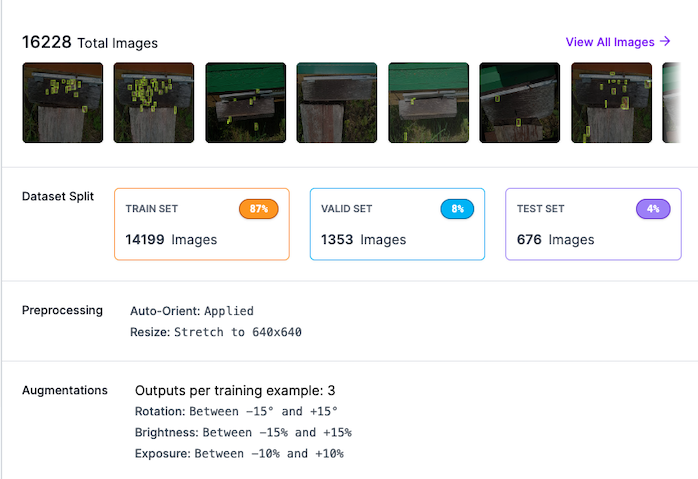 16228 Total Images
View All Images →
Dataset Split
TRAIN SET 87%
14199 Images
VALID SET 8%
1353 Images
TEST SET 4%
676 Images
Preprocessing
Auto-Orient: Applied
Resize: Stretch to 640x640
Augmentations
Outputs per training example: 3
Rotation: Between -15° and +15°
Brightness: Between -15% and +15%
Exposure: Between -10% and +10%